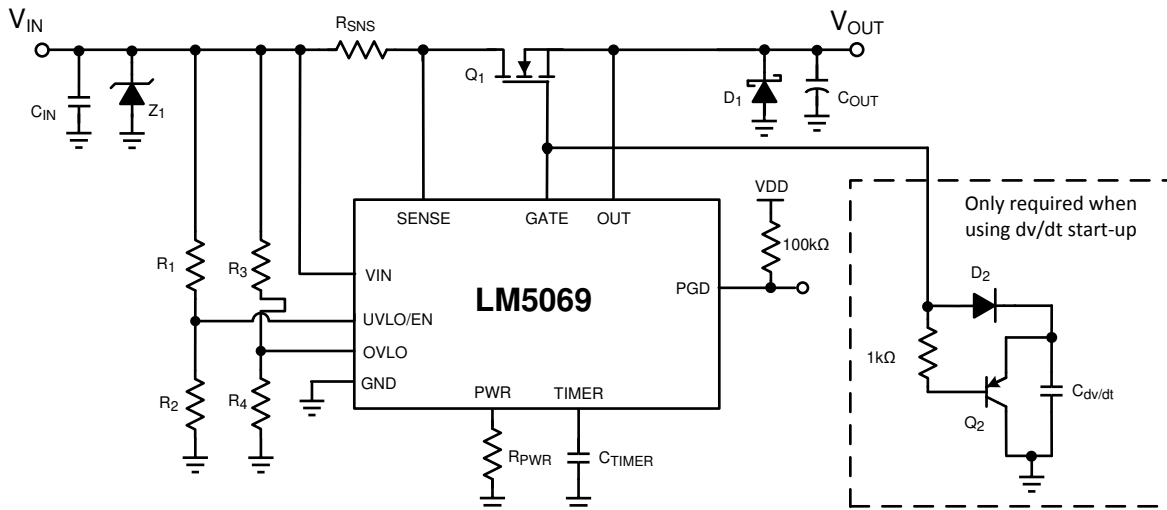 VIN
RSNS
VOUT
Q1
CIN
Z1
D1
COUT
SENSE
GATE
OUT
VDD
100kΩ
Only required when
using dv/dt start-up
R1
R3
VIN
LM5069
PGD
D2
UVLO/EN
OVLO
1kΩ
GND
R2
R4
PWR
TIMER
Q2
Cdv/dt
RPWR
CTIMER